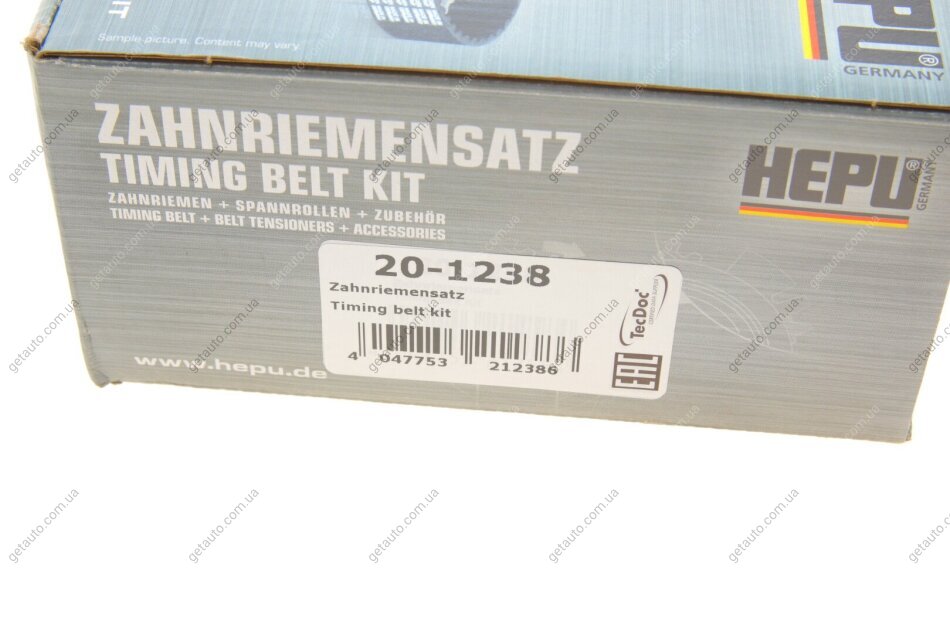 IT
Sample picture. Content may vary
HEPU®
GERMANY
ZAHNRIEMENSATZ
TIMING BELT KIT
ZAHNRIEMEN + SPANNROLLEN + ZUBEHÖR
TIMING BELT + BELT TENSIONERS + ACCESSORIES
HEPU®
GERMANY
20-1238
Zahnriemensatz
Timing belt kit
4 047753 212386
TecDoc
EAC
www.hepu.de
getauto.com.ua